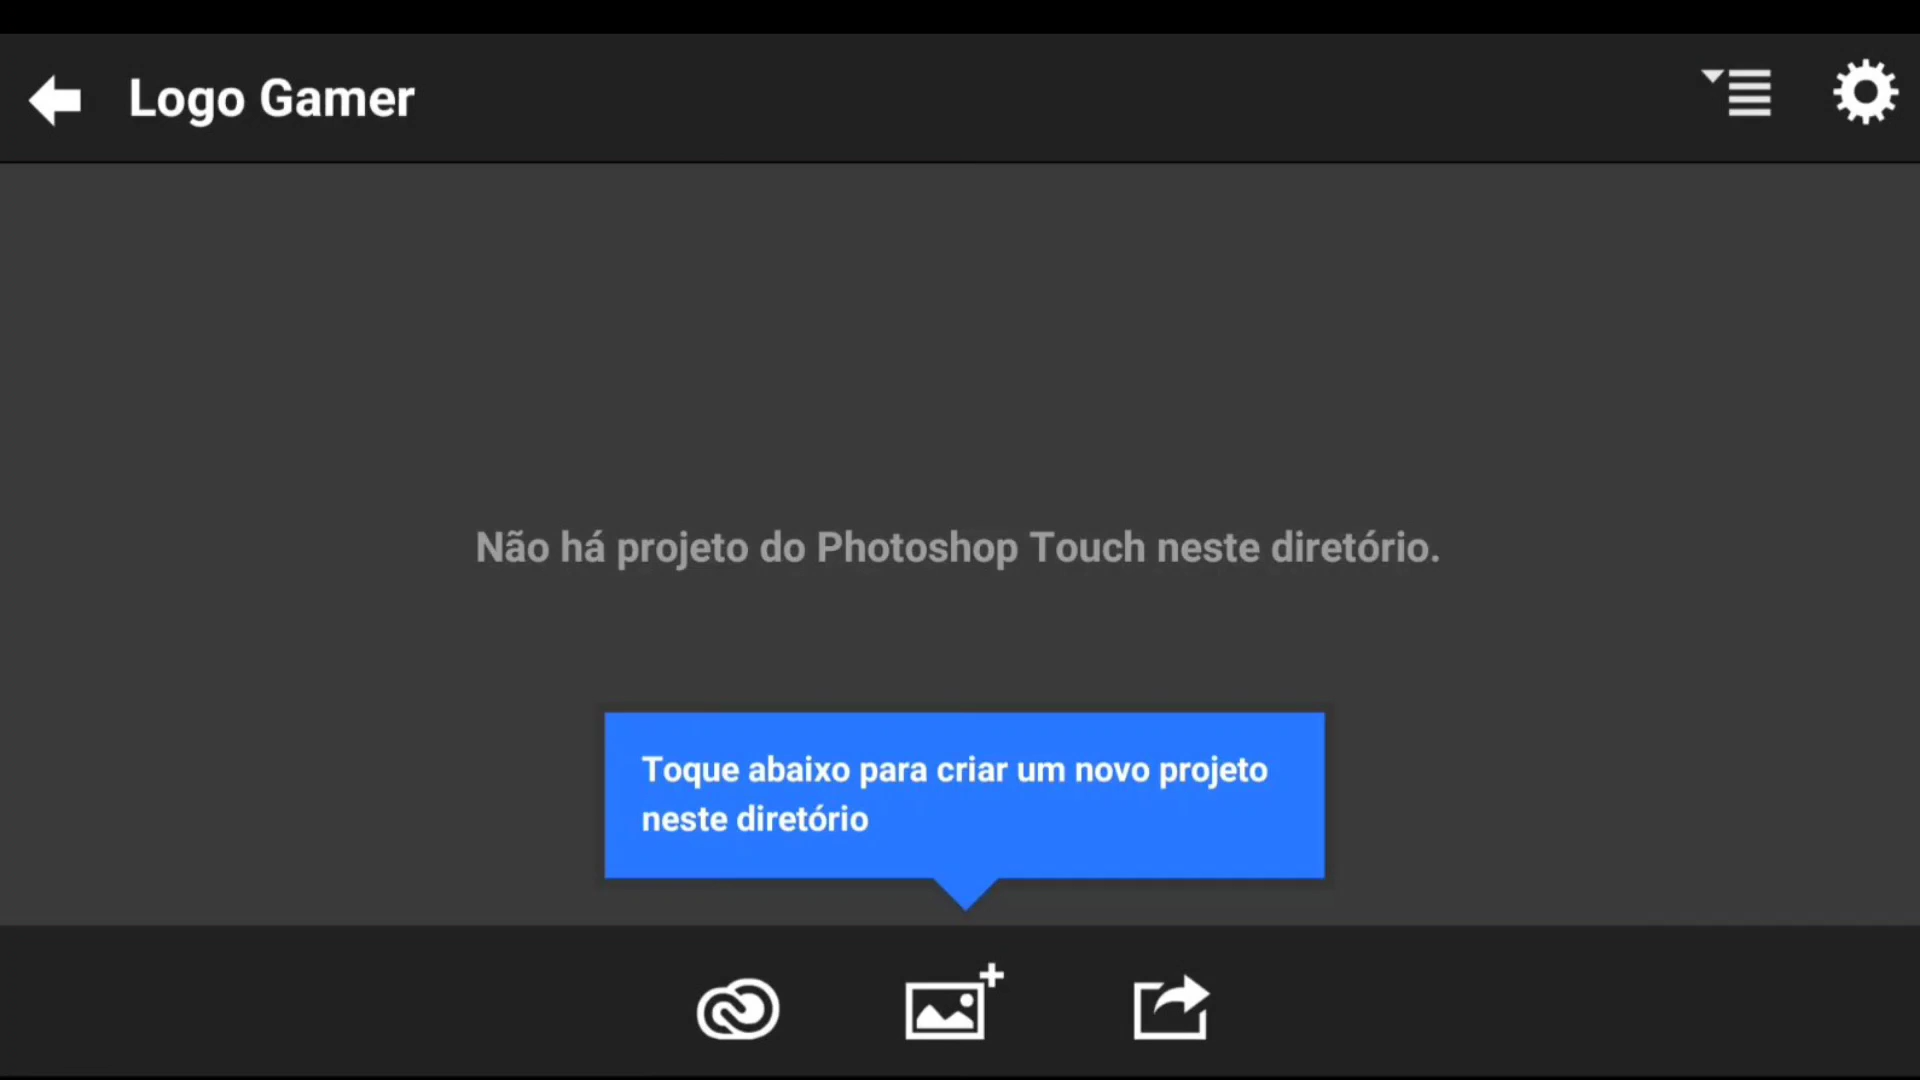 Logo Gamer
Não há projeto do Photoshop Touch neste diretório.
Toque abaixo para criar um novo projeto
neste diretório